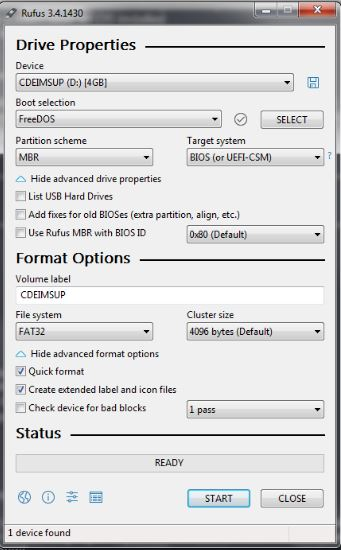 Rufus 3.4.1430
Drive Properties
Device
CDEIMSUP (D:) [4GB]
Boot selection
FreeDOS
SELECT
Partition scheme
Target system
MBR
BIOS (or UEFI-CSM)
?
Hide advanced drive properties
List USB Hard Drives
Add fixes for old BIOSes (extra partition, align, etc.)
Use Rufus MBR with BIOS ID
0x80 (Default)
Format Options
Volume label
CDEIMSUP
File system
Cluster size
FAT32
4096 bytes (Default)
Hide advanced format options
Quick format
Create extended label and icon files
Check device for bad blocks
1 pass
Status
READY
START
CLOSE
1 device found